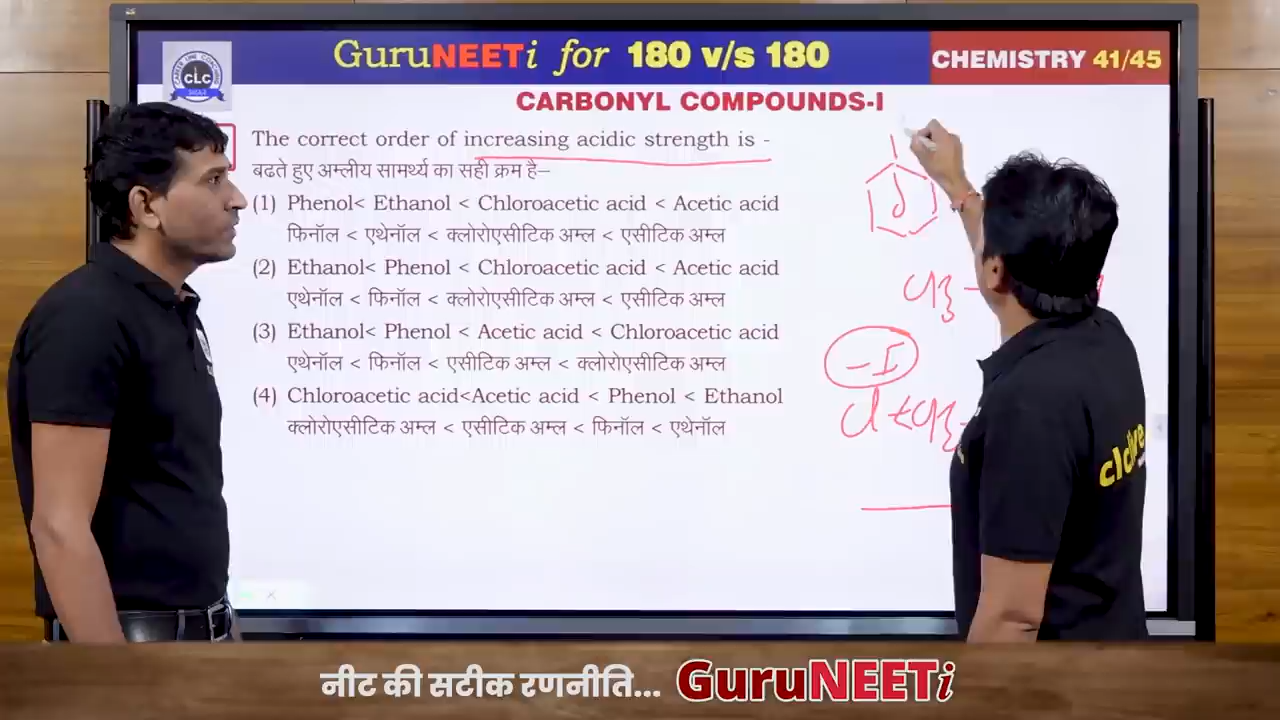 GuruNEETi for 180 v/s 180
CHEMISTRY 41/45
CLC
CARBONYL COMPOUNDS-I
The correct order of increasing acidic strength is -
बढते हुए अम्लीय सामर्थ्य का सही क्रम है–
(1) Phenol< Ethanol < Chloroacetic acid < Acetic acid
फिनॉल < एथेनॉल < क्लोरोएसीटिक अम्ल < एसीटिक अम्ल
(2) Ethanol< Phenol < Chloroacetic acid < Acetic acid
एथेनॉल < फिनॉल < क्लोरोएसीटिक अम्ल < एसीटिक अम्ल
(3) Ethanol< Phenol < Acetic acid < Chloroacetic acid
एथेनॉल < फिनॉल < एसीटिक अम्ल < क्लोरोएसीटिक अम्ल
(4) Chloroacetic acid<Acetic acid < Phenol < Ethanol
क्लोरोएसीटिक अम्ल < एसीटिक अम्ल < फिनॉल < एथेनॉल
-I
नीट की सटीक रणनीति... GuruNEETi